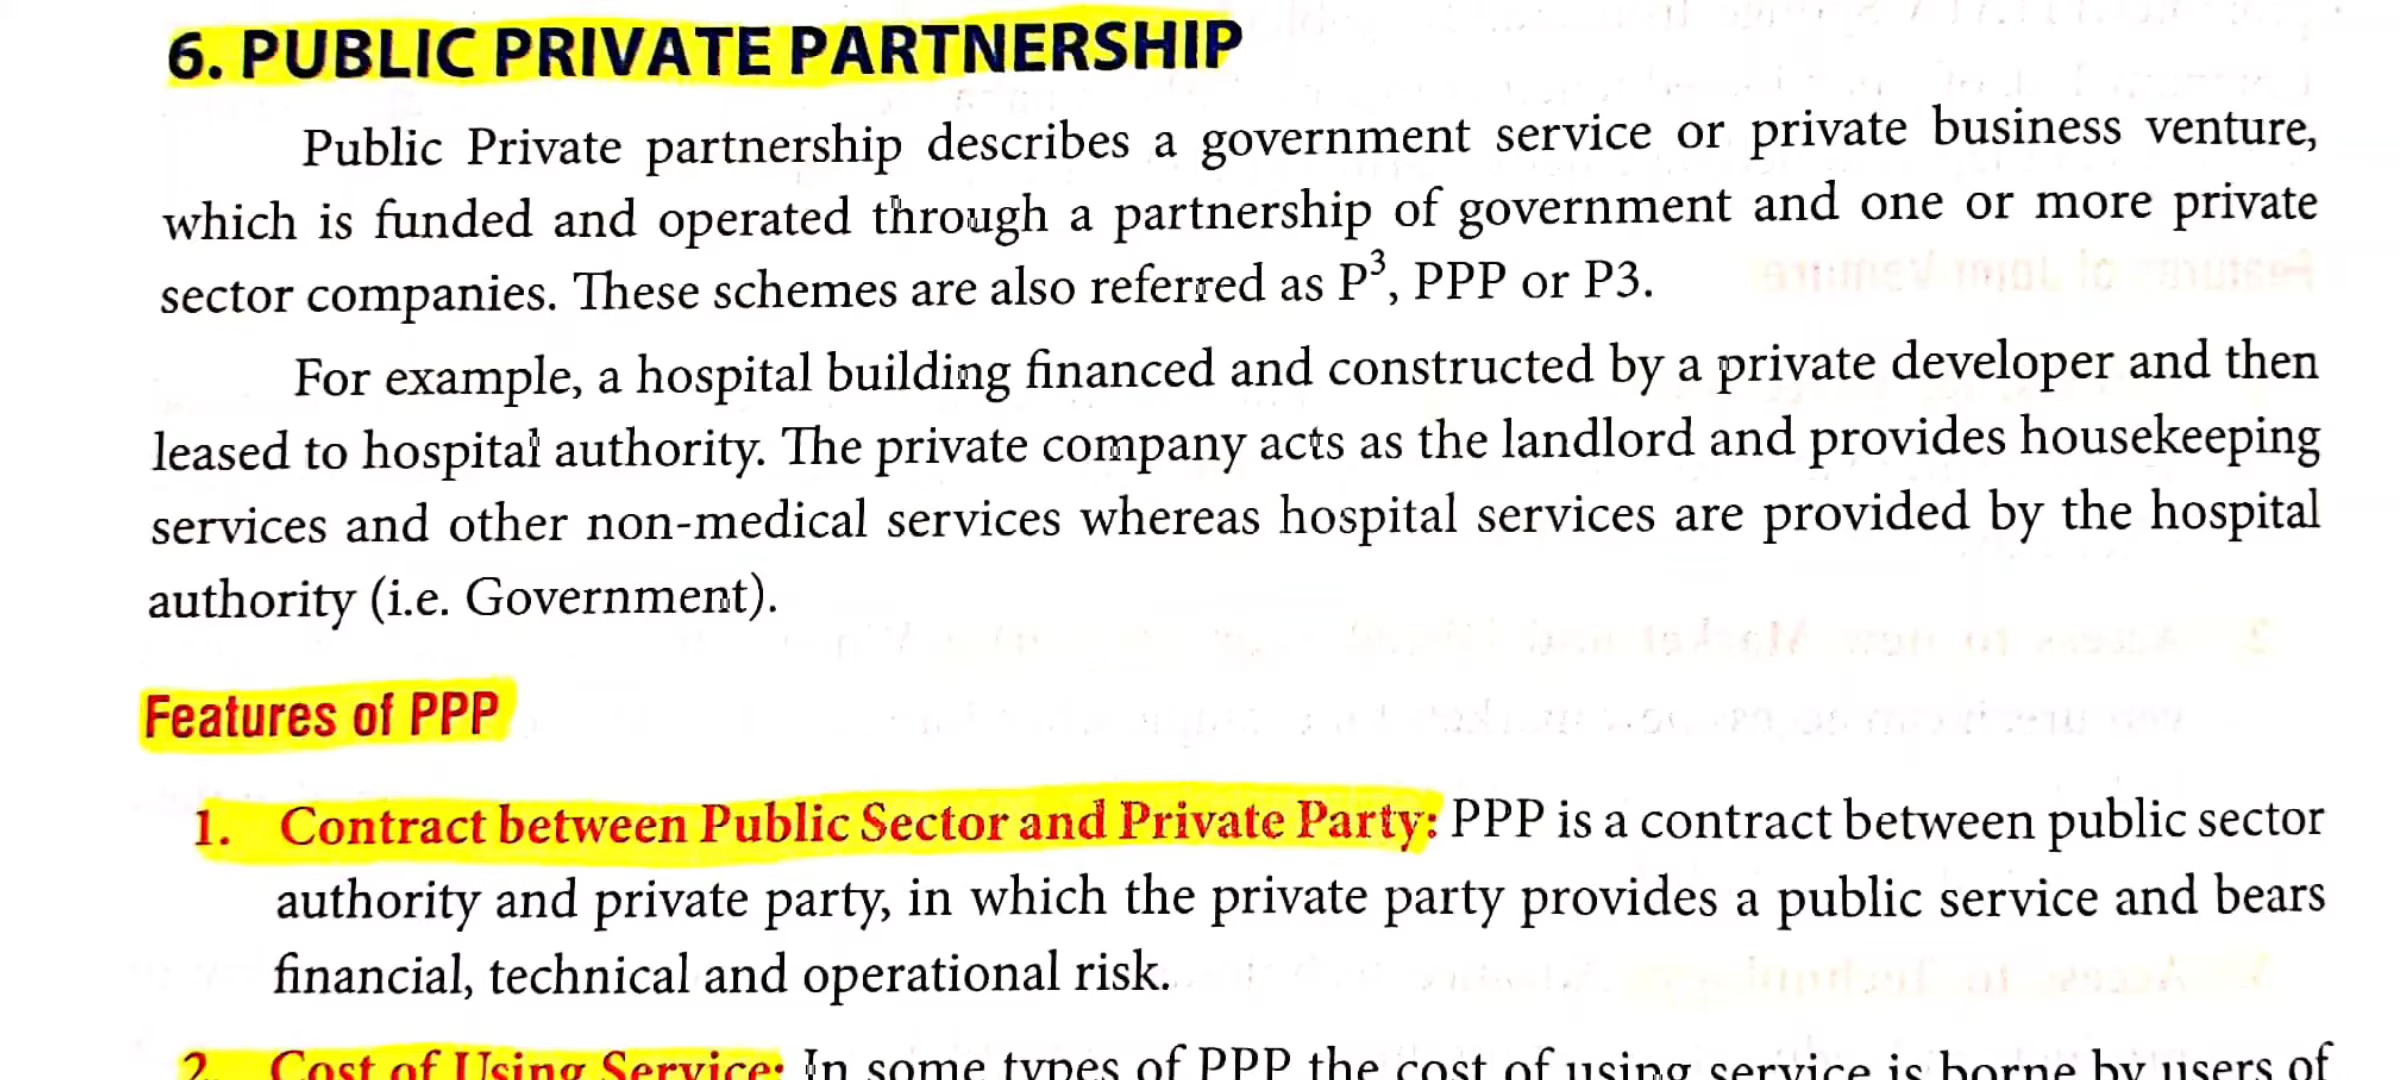 6. PUBLIC PRIVATE PARTNERSHIP
Public Private partnership describes a government service or private business venture,
which is funded and operated through a partnership of government and one or more private
sector companies. These schemes are also referred as P³, PPP or P3.
For example, a hospital building financed and constructed by a private developer and then
leased to hospital authority. The private company acts as the landlord and provides housekeeping
services and other non-medical services whereas hospital services are provided by the hospital
authority (i.e. Government).
Features of PPP
1. Contract between Public Sector and Private Party: PPP is a contract between public sector
authority and private party, in which the private party provides a public service and bears
financial, technical and operational risk.
2. Cost of Using Service: In some types of PPP the cost of using service is borne by users of